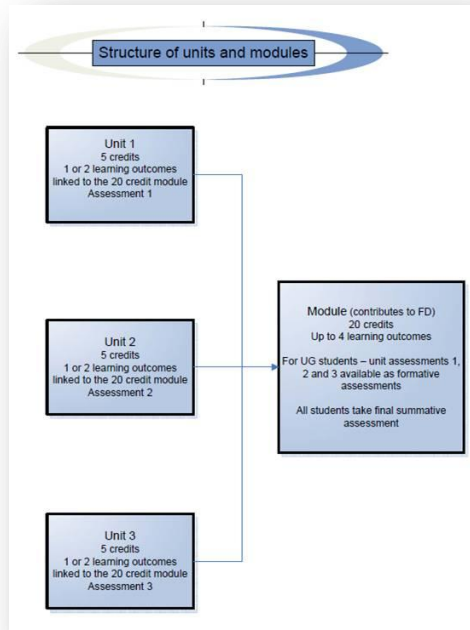 Structure of units and modules
Unit 1
5 credits
1 or 2 learning outcomes
linked to the 20 credit module
Assessment 1
Unit 2
5 credits
1 or 2 learning outcomes
linked to the 20 credit module
Assessment 2
Unit 3
5 credits
1 or 2 learning outcomes
linked to the 20 credit module
Assessment 3
Module (contributes to FD)
20 credits
Up to 4 learning outcomes
For UG students – unit assessments 1,
2 and 3 available as formative
assessments
All students take final summative
assessment